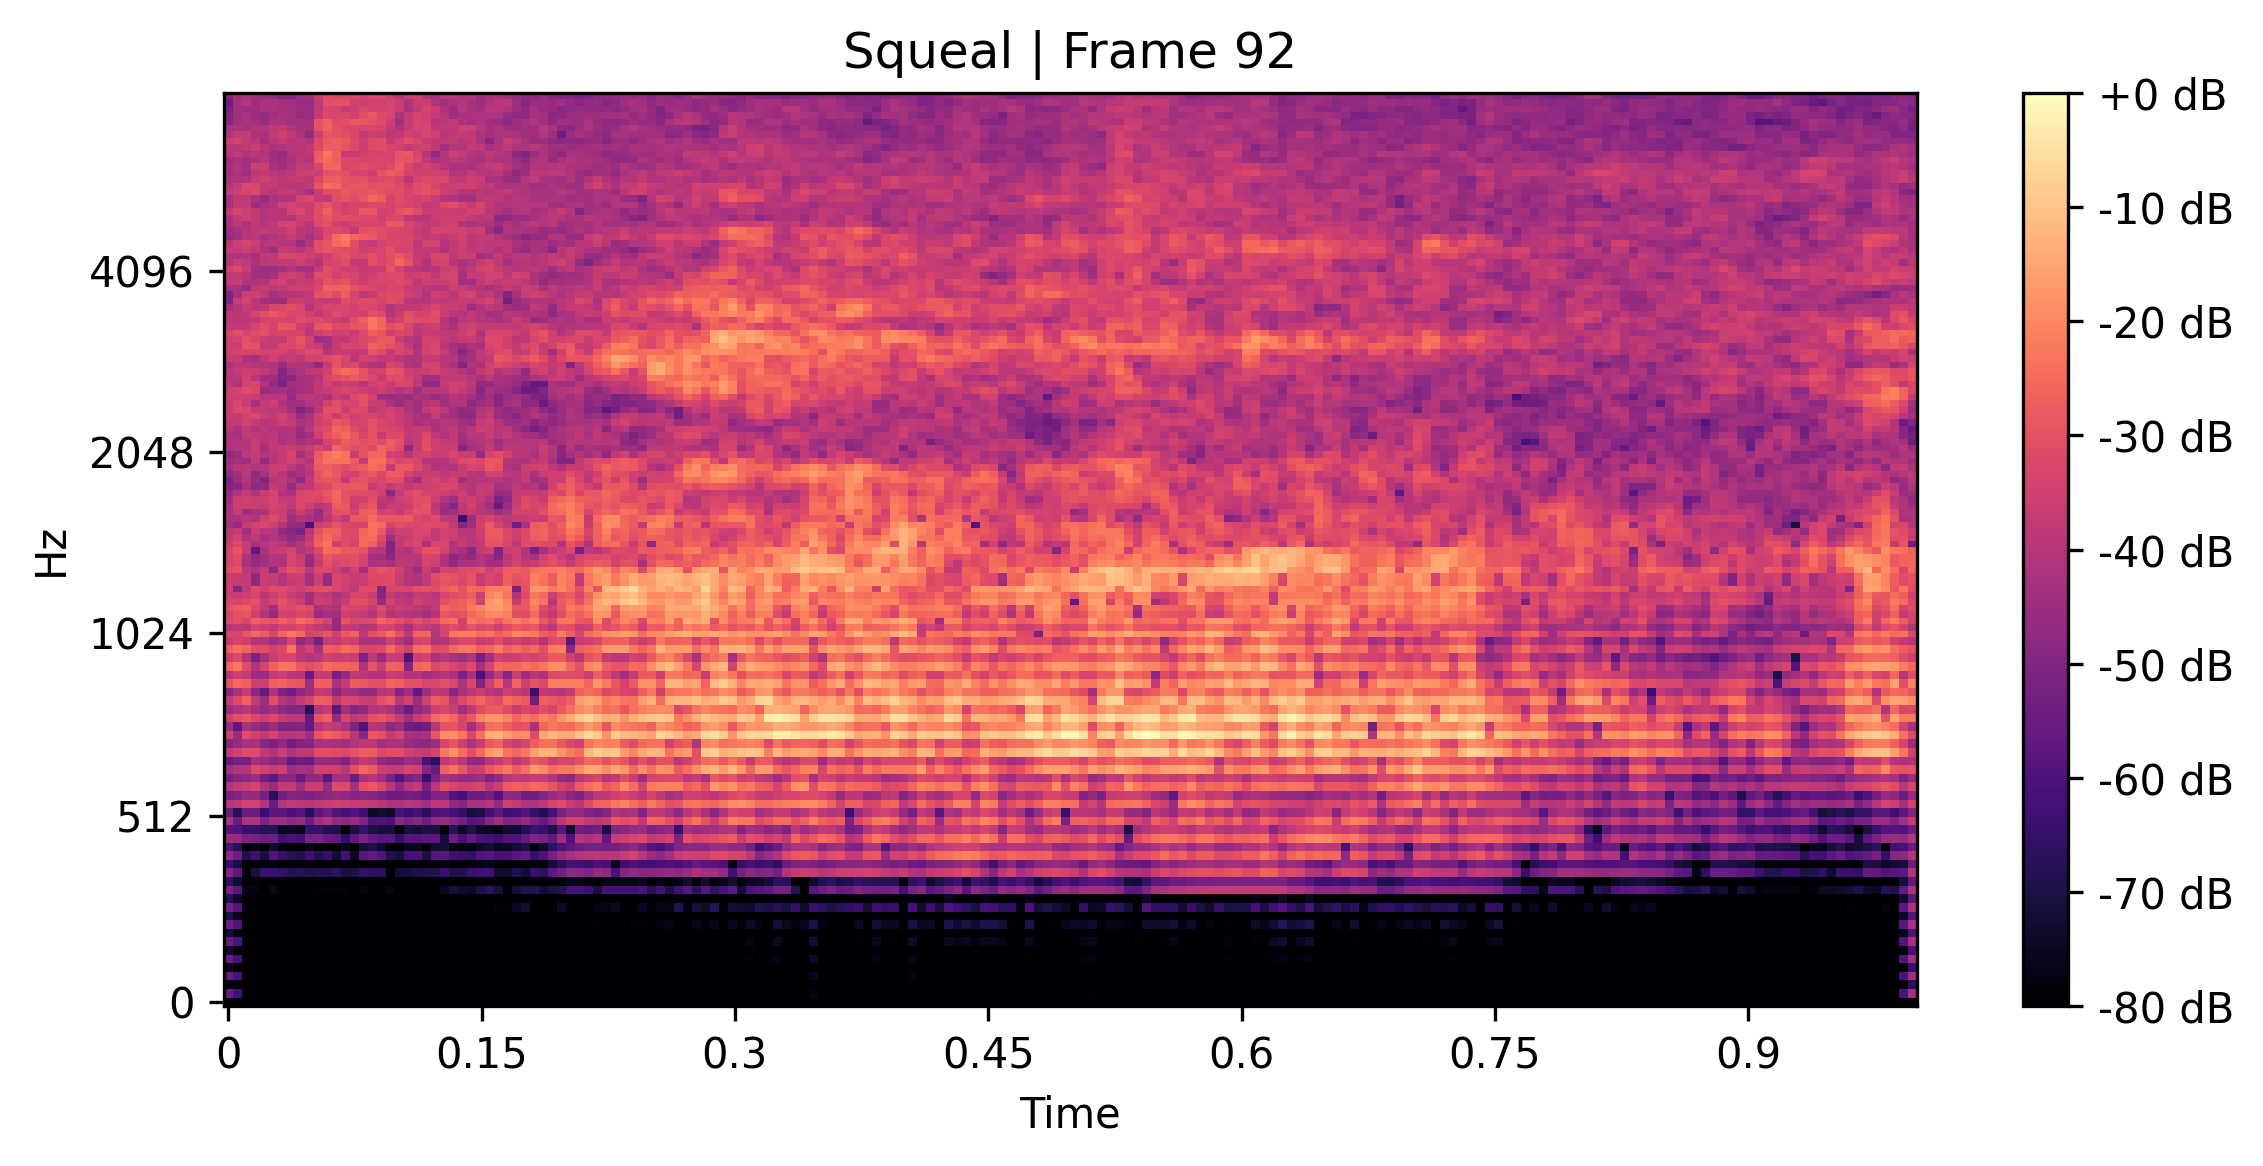 Squeal | Frame 92
+0 dB
-10 dB
-20 dB
-30 dB
-40 dB
-50 dB
-60 dB
-70 dB
-80 dB
Hz
4096
2048
1024
512
0
0 0.15 0.3 0.45 0.6 0.75 0.9
Time